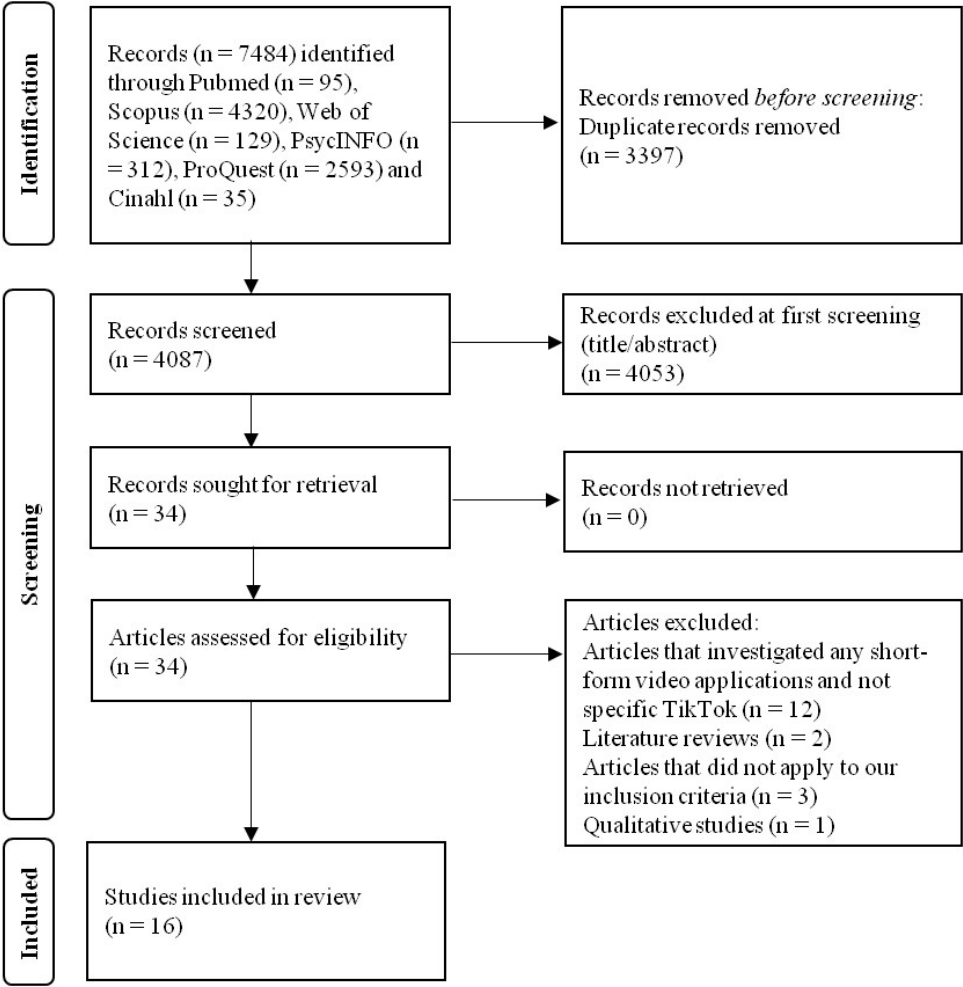 Identification
Records (n = 7484) identified
through Pubmed (n = 95),
Scopus (n = 4320), Web of
Science (n = 129), PsycINFO (n
= 312), ProQuest (n = 2593) and
Cinahl (n = 35)
Records removed before screening:
Duplicate records removed
(n = 3397)
Screening
Records screened
(n = 4087)
Records excluded at first screening
(title/abstract)
(n = 4053)
Records sought for retrieval
(n = 34)
Records not retrieved
(n = 0)
Articles assessed for eligibility
(n = 34)
Articles excluded:
Articles that investigated any short-
form video applications and not
specific TikTok (n = 12)
Literature reviews (n = 2)
Articles that did not apply to our
inclusion criteria (n = 3)
Qualitative studies (n = 1)
Included
Studies included in review
(n = 16)